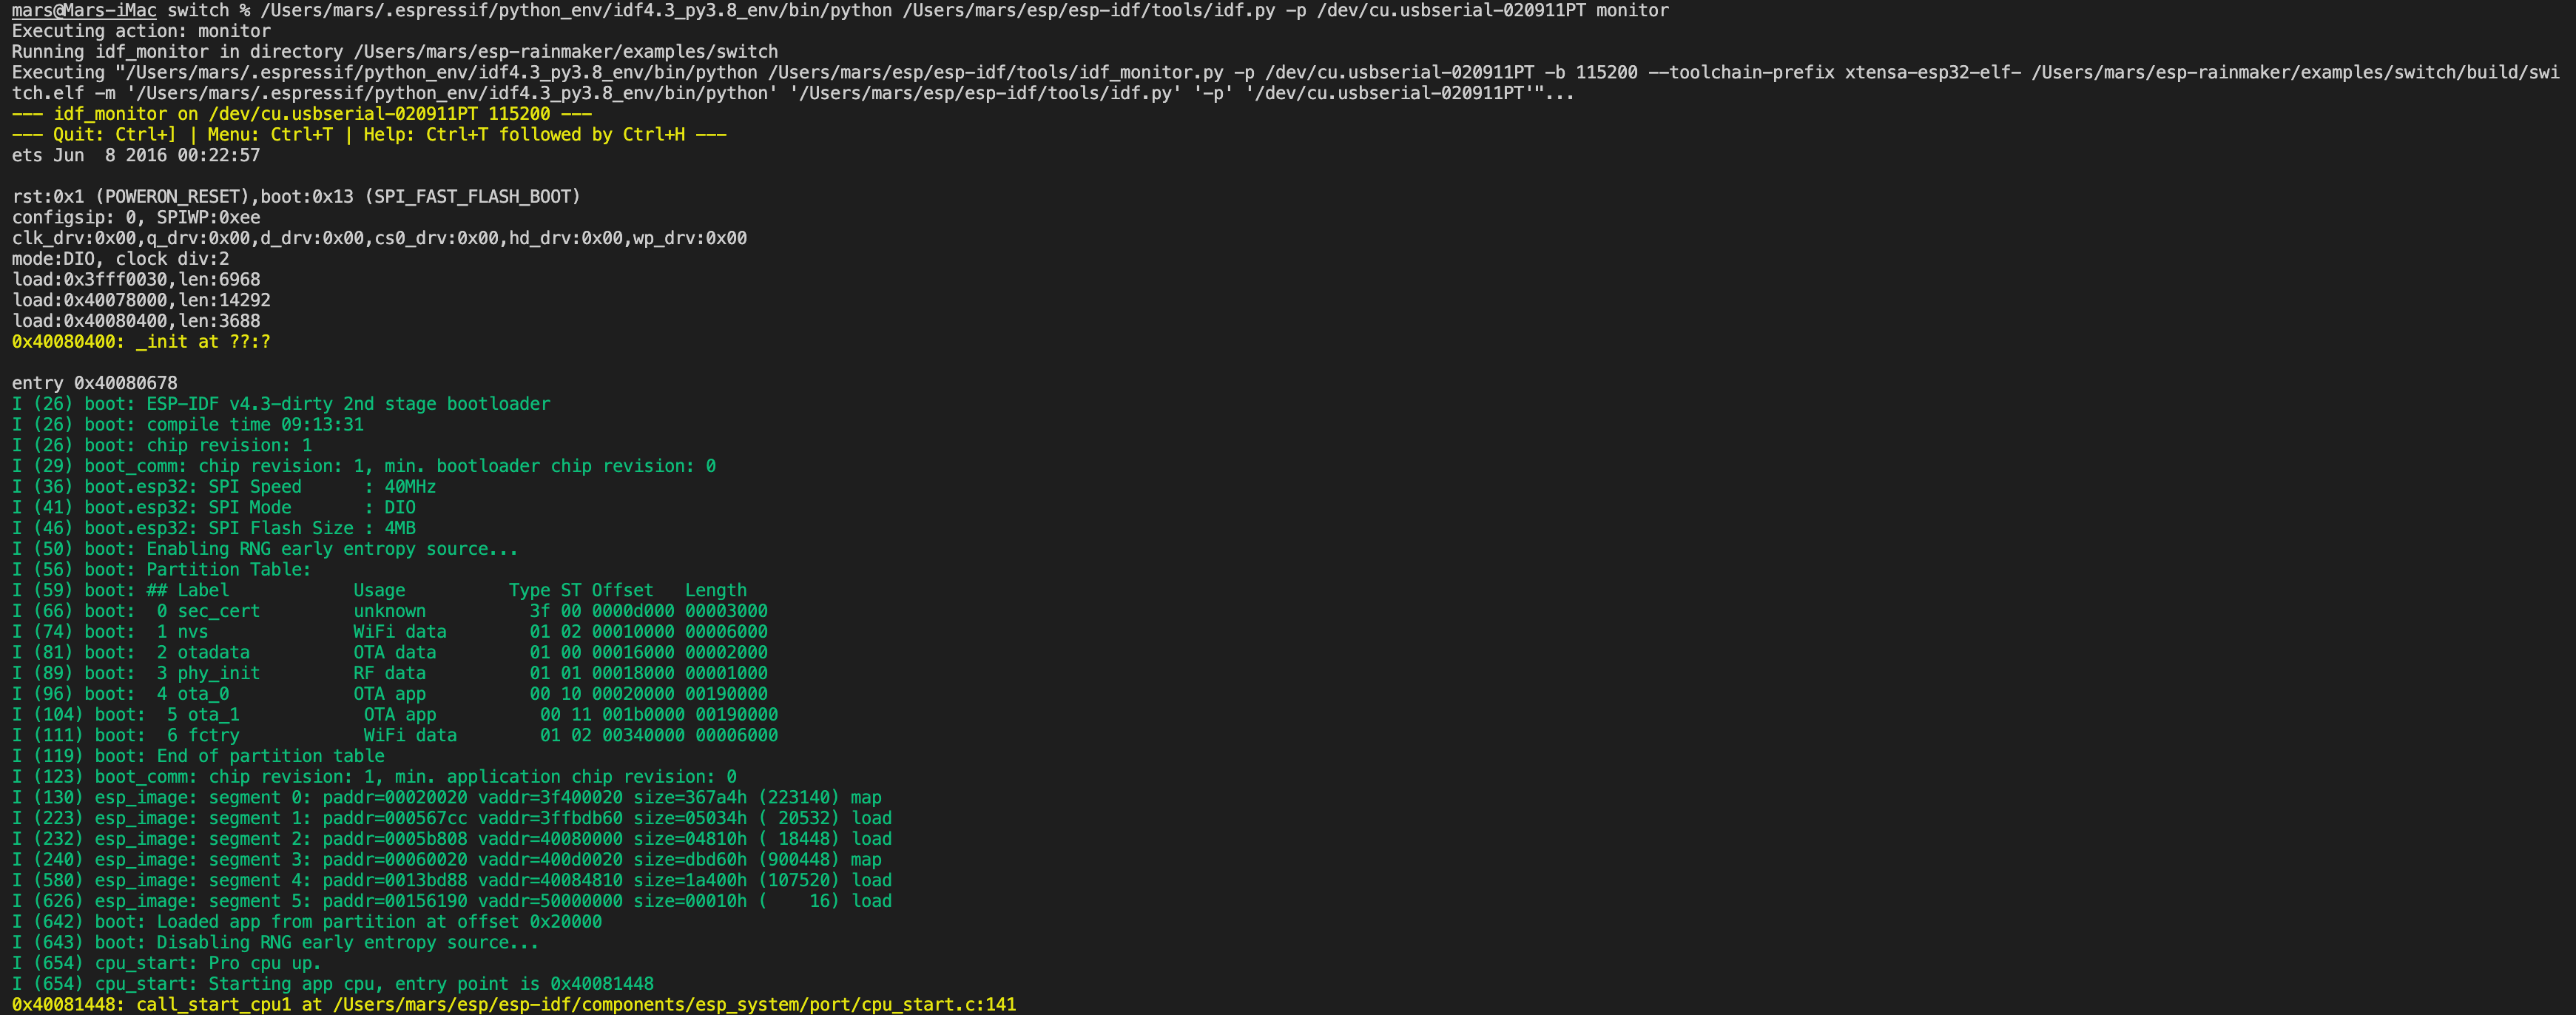 mars@Mars-iMac switch % /Users/mars/.espressif/python_env/idf4.3_py3.8_env/bin/python /Users/mars/esp/esp-idf/tools/idf.py -p /dev/cu.usbserial-020911PT monitor
Executing action: monitor
Running idf_monitor in directory /Users/mars/esp-rainmaker/examples/switch
Executing "/Users/mars/.espressif/python_env/idf4.3_py3.8_env/bin/python /Users/mars/esp/esp-idf/tools/idf_monitor.py -p /dev/cu.usbserial-020911PT -b 115200 --toolchain-prefix xtensa-esp32-elf- /Users/mars/esp-rainmaker/examples/switch/build/swi
tch.elf -m '/Users/mars/.espressif/python_env/idf4.3_py3.8_env/bin/python' '/Users/mars/esp/esp-idf/tools/idf.py' '-p' '/dev/cu.usbserial-020911PT'"...
--- idf_monitor on /dev/cu.usbserial-020911PT 115200 ---
--- Quit: Ctrl+] | Menu: Ctrl+T | Help: Ctrl+T followed by Ctrl+H ---
ets Jun  8 2016 00:22:57

rst:0x1 (POWERON_RESET),boot:0x13 (SPI_FAST_FLASH_BOOT)
configsip: 0, SPIWP:0xee
clk_drv:0x00,q_drv:0x00,d_drv:0x00,cs0_drv:0x00,hd_drv:0x00,wp_drv:0x00
mode:DIO, clock div:2
load:0x3fff0030,len:6968
load:0x40078000,len:14292
load:0x40080400,len:3688
0x40080400: _init at ??:?

entry 0x40080678
I (26) boot: ESP-IDF v4.3-dirty 2nd stage bootloader
I (26) boot: compile time 09:13:31
I (26) boot: chip revision: 1
I (29) boot_comm: chip revision: 1, min. bootloader chip revision: 0
I (36) boot.esp32: SPI Speed      : 40MHz
I (41) boot.esp32: SPI Mode       : DIO
I (46) boot.esp32: SPI Flash Size : 4MB
I (50) boot: Enabling RNG early entropy source...
I (56) boot: Partition Table:
I (59) boot: ## Label            Usage          Type ST Offset   Length
I (66) boot:  0 sec_cert         unknown          3f 00 0000d000 00003000
I (74) boot:  1 nvs              WiFi data        01 02 00010000 00006000
I (81) boot:  2 otadata          OTA data         01 00 00016000 00002000
I (89) boot:  3 phy_init         RF data          01 01 00018000 00001000
I (96) boot:  4 ota_0            OTA app          00 10 00020000 00190000
I (104) boot:  5 ota_1            OTA app          00 11 001b0000 00190000
I (111) boot:  6 fctry            WiFi data        01 02 00340000 00006000
I (119) boot: End of partition table
I (123) boot_comm: chip revision: 1, min. application chip revision: 0
I (130) esp_image: segment 0: paddr=00020020 vaddr=3f400020 size=367a4h (223140) map
I (223) esp_image: segment 1: paddr=000567cc vaddr=3ffbdb60 size=05034h ( 20532) load
I (232) esp_image: segment 2: paddr=0005b808 vaddr=40080000 size=04810h ( 18448) load
I (240) esp_image: segment 3: paddr=00060020 vaddr=400d0020 size=dbd60h (900448) map
I (580) esp_image: segment 4: paddr=0013bd88 vaddr=40084810 size=1a400h (107520) load
I (626) esp_image: segment 5: paddr=00156190 vaddr=50000000 size=00010h (    16) load
I (642) boot: Loaded app from partition at offset 0x20000
I (643) boot: Disabling RNG early entropy source...
I (654) cpu_start: Pro cpu up.
I (654) cpu_start: Starting app cpu, entry point is 0x40081448
0x40081448: call_start_cpu1 at /Users/mars/esp/esp-idf/components/esp_system/port/cpu_start.c:141